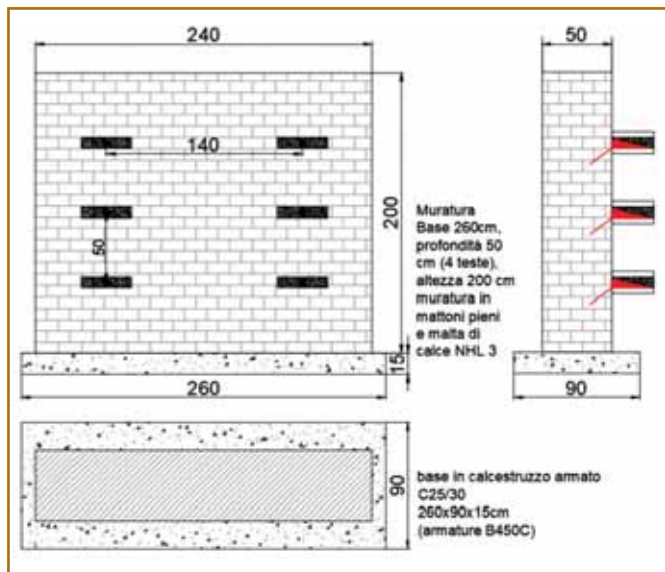 240
50
140
200
60
Muratura
Base 260cm,
profondità 50
cm (4 teste),
altezza 200 cm
muratura in
mattoni pieni
e malta di
calce NHL 3
15
260
90
90
base in calcestruzzo armato
C25/30
260x90x15cm
(armature B450C)